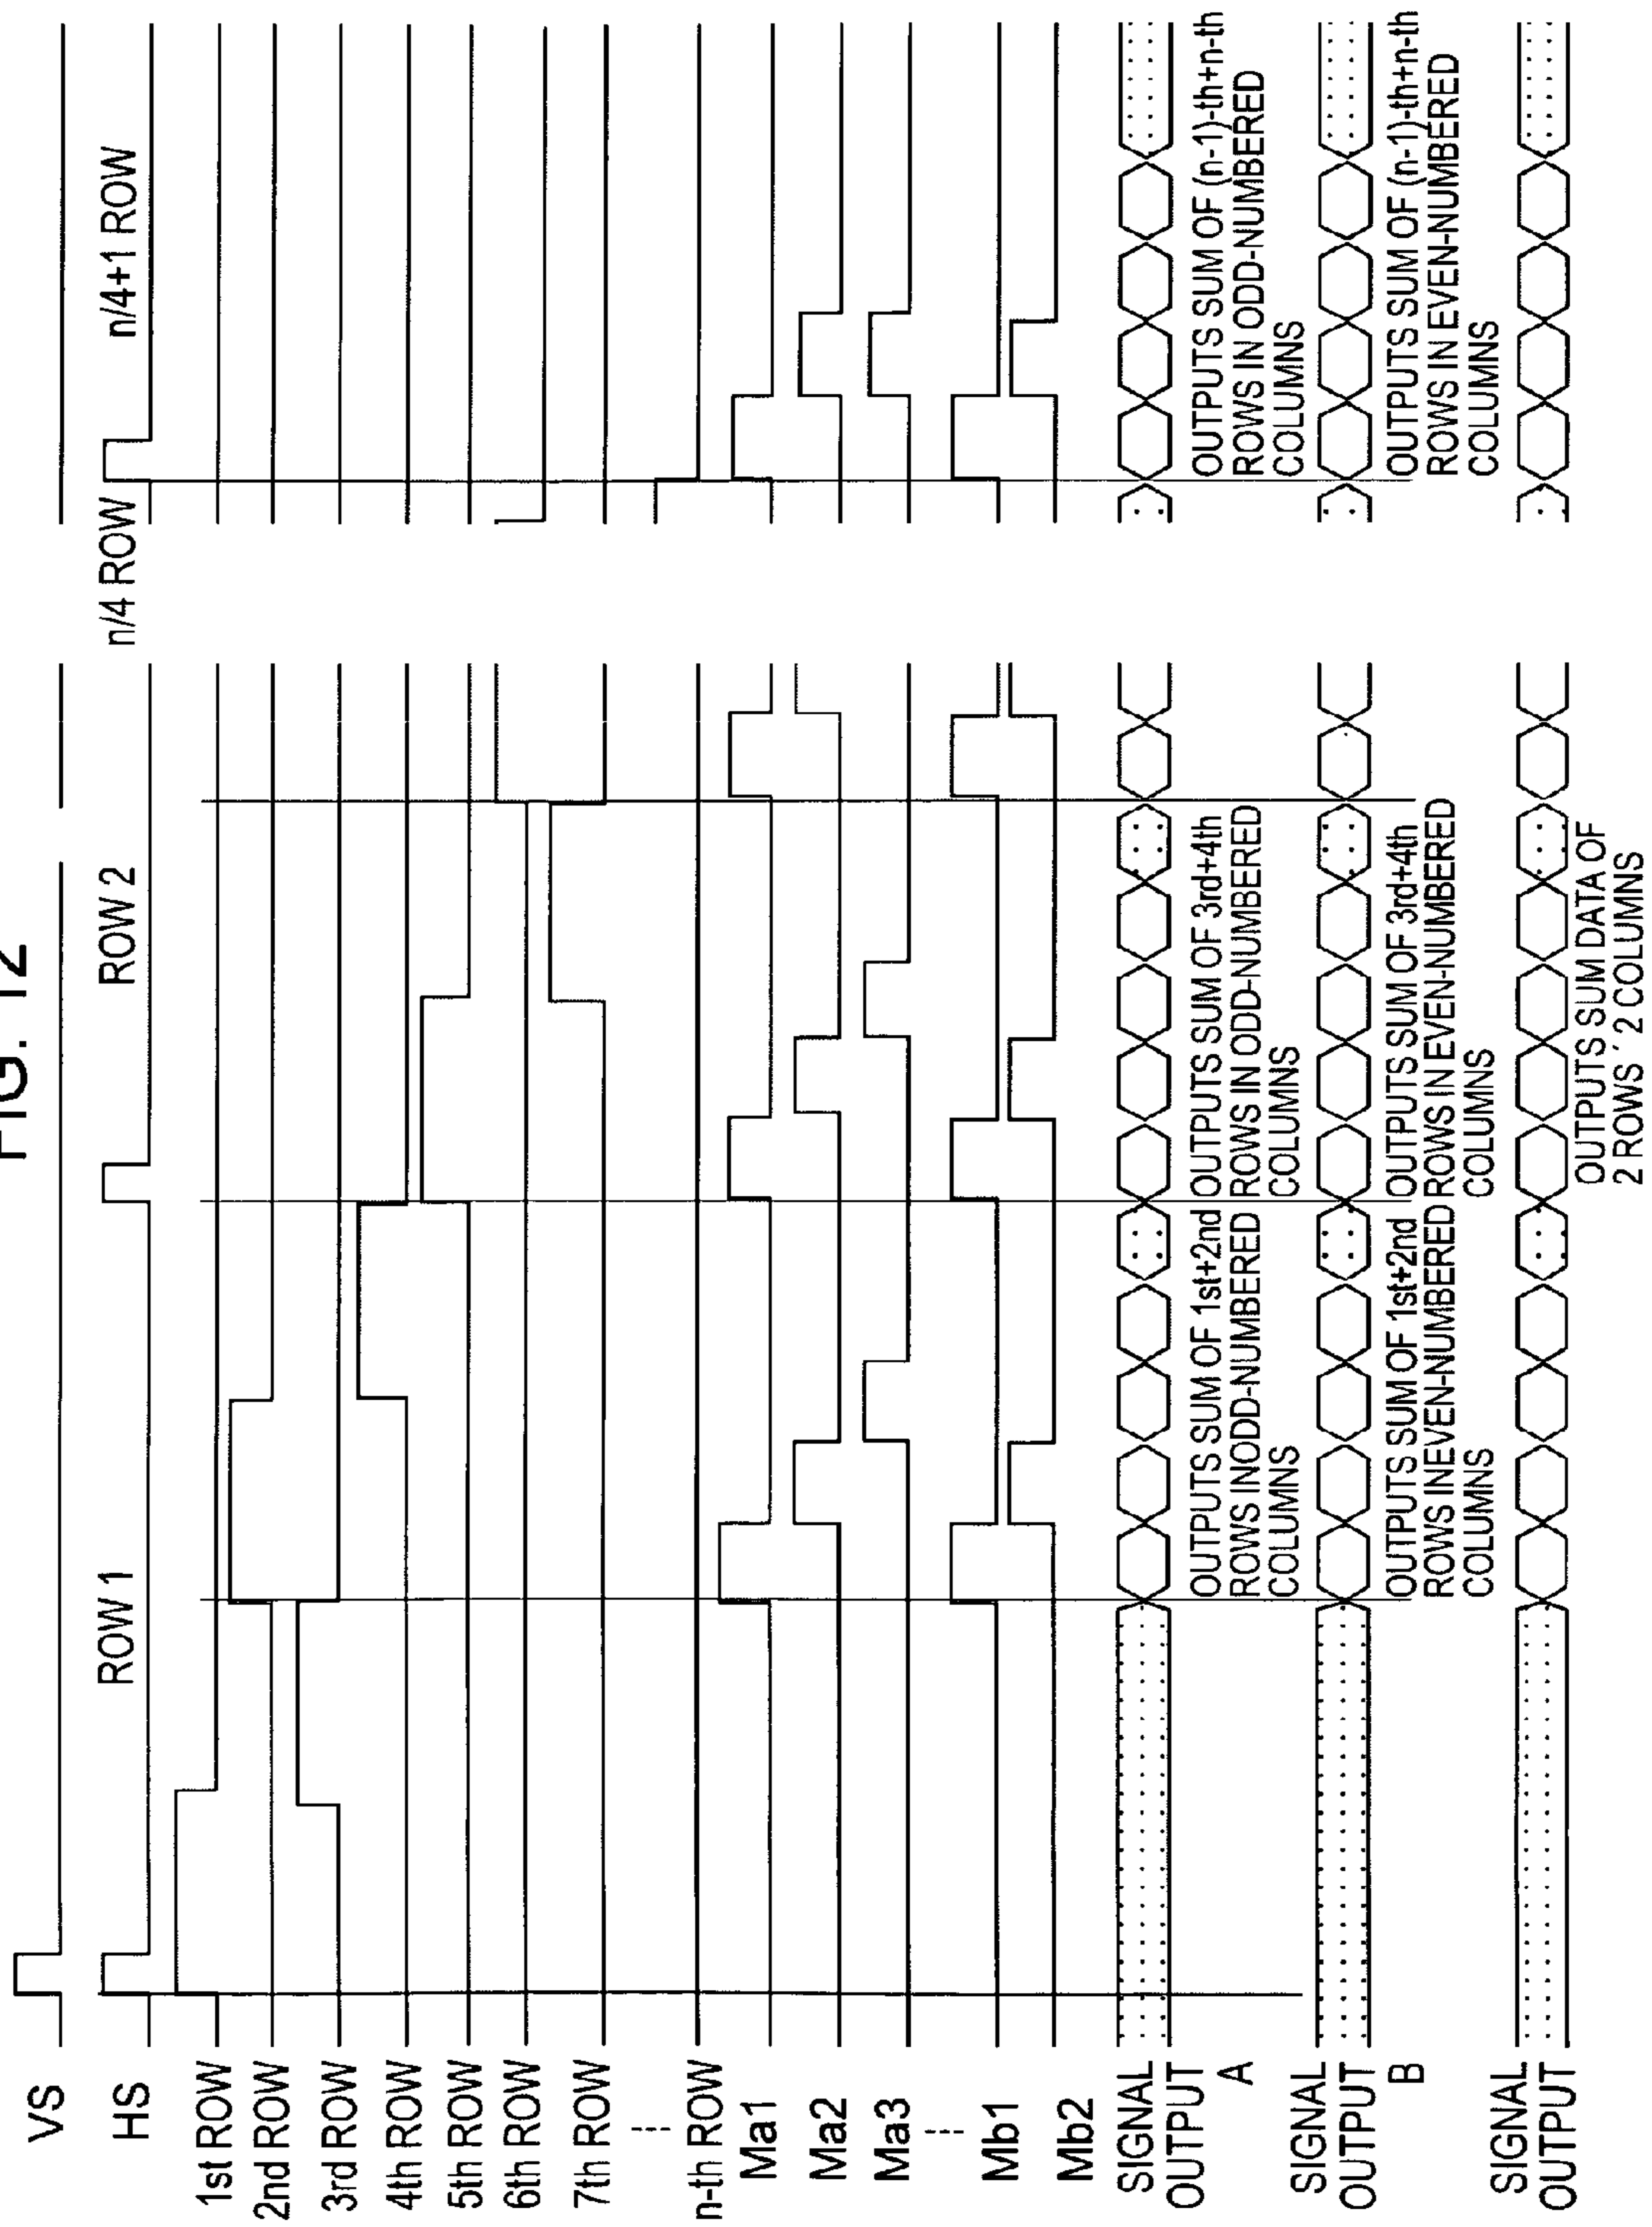 FIG. 12
VS
HS
ROW 1
ROW 2
n/4 ROW
n/4+1 ROW
1st ROW
2nd ROW
3rd ROW
4th ROW
5th ROW
6th ROW
7th ROW
n-th ROW
Ma1
Ma2
Ma3
Mb1
Mb2
SIGNAL
OUTPUT
A
OUTPUTS SUM OF 1st+2nd
ROWS INODD-NUMBERED
COLUMNS
OUTPUTS SUM OF 3rd+4th
ROWS IN ODD-NUMBERED
COLUMNS
OUTPUTS SUM OF (n-1)-th+n-th
ROWS IN ODD-NUMBERED
COLUMNS
SIGNAL
OUTPUT
B
OUTPUTS SUM OF 1st+2nd
ROWS INEVEN-NUMBERED
COLUMNS
OUTPUTS SUM OF 3rd+4th
ROWS IN EVEN-NUMBERED
COLUMNS
OUTPUTS SUM OF (n-1)-th+n-th
ROWS IN EVEN-NUMBERED
COLUMNS
SIGNAL
OUTPUT
OUTPUTS SUM DATA OF
2 ROWS ´ 2 COLUMNS